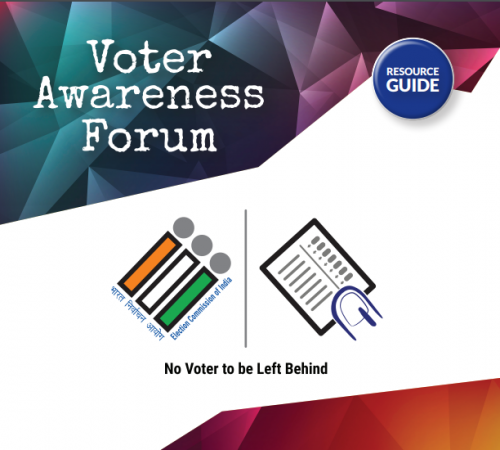 Voter
Awareness
Forum
RESOURCE
GUIDE
भारत निर्वाचन आयोग
Election Commission of India
No Voter to be Left Behind